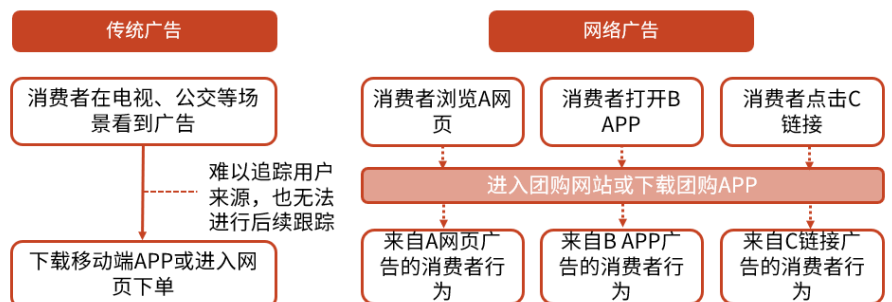 传统广告
网络广告
消费者在电视、公交等场
景看到广告
消费者浏览A网
页
消费者打开B
APP
消费者点击C
链接
难以追踪用户
来源，也无法
进行后续跟踪
进入团购网站或下载团购APP
下载移动端APP或进入网
页下单
来自A网页广
告的消费者行
为
来自B APP广
告的消费者行
为
来自C链接广
告的消费者行
为